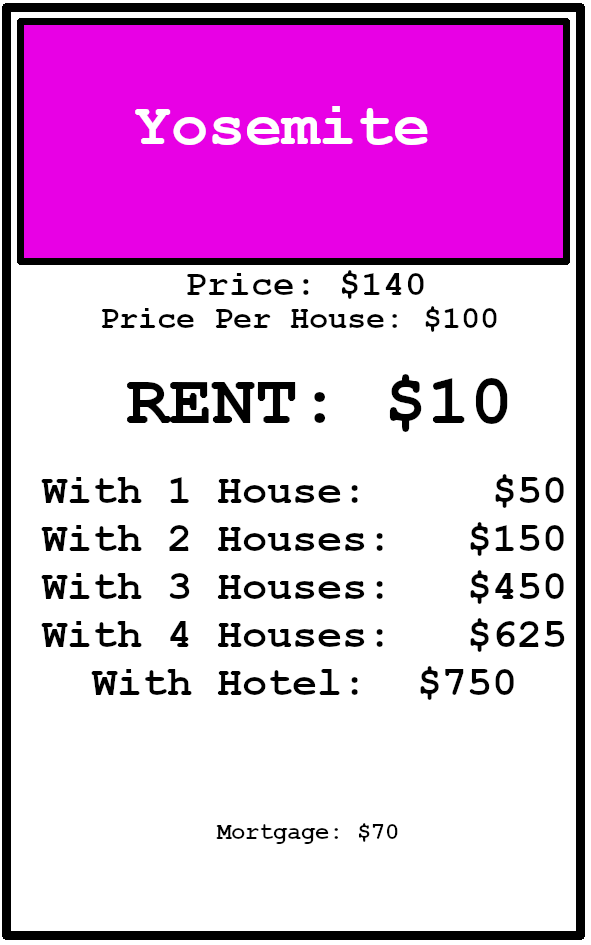 Yosemite
Price: $140
Price Per House: $100
RENT: $10
With 1 House: $50
With 2 Houses: $150
With 3 Houses: $450
With 4 Houses: $625
With Hotel: $750
Mortgage: $70